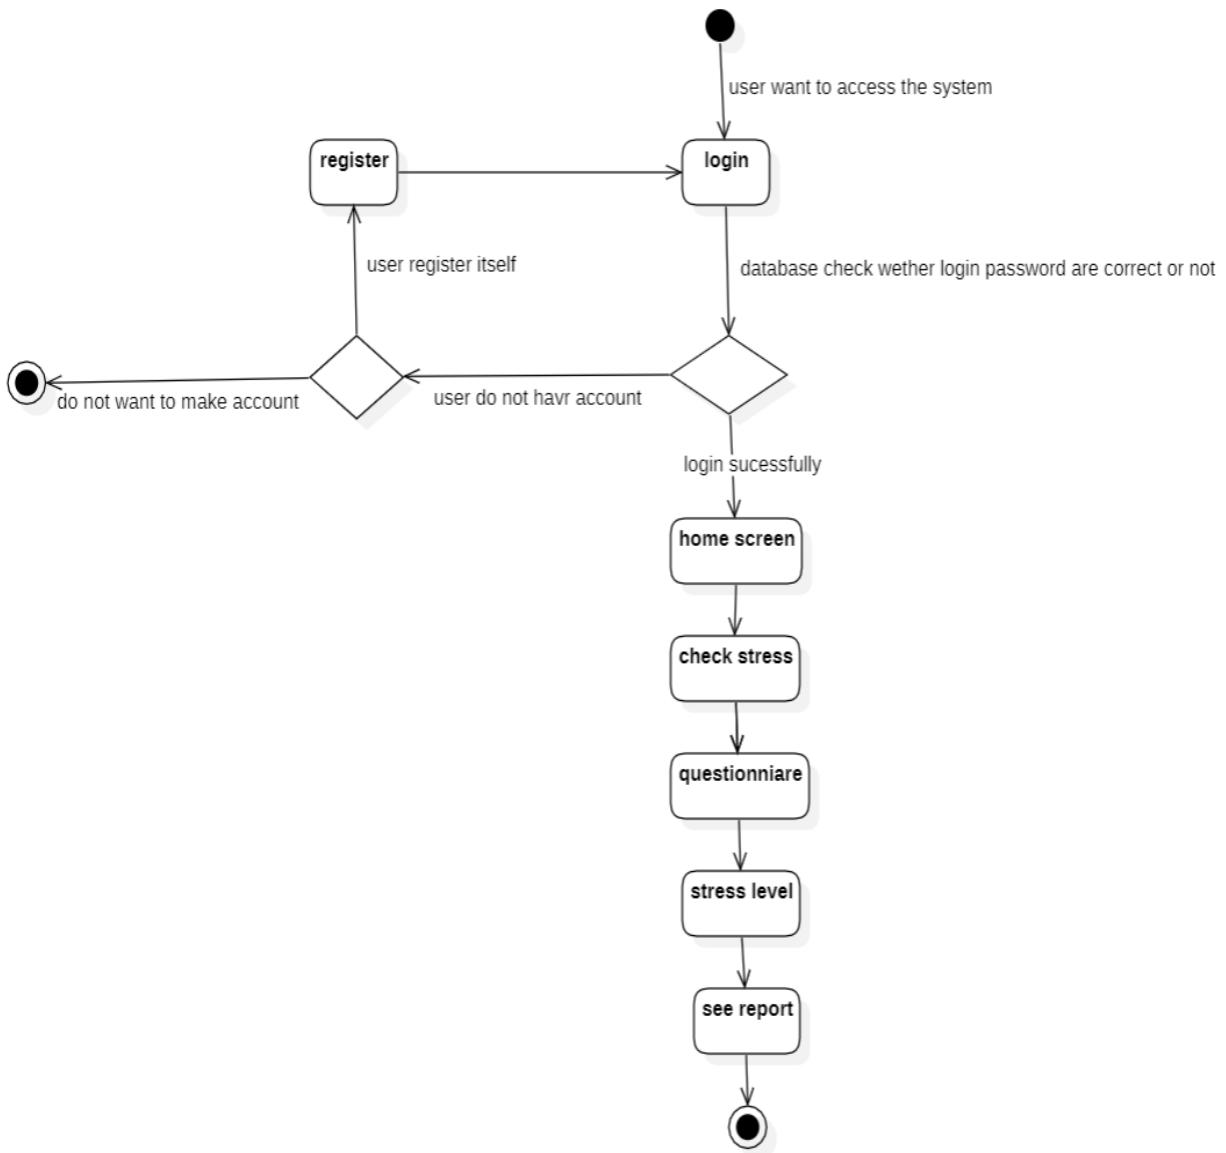 user want to access the system
register
login
user register itself
database check wether login password are correct or not
do not want to make account
user do not havr account
login sucessfully
home screen
check stress
questionniare
stress level
see report